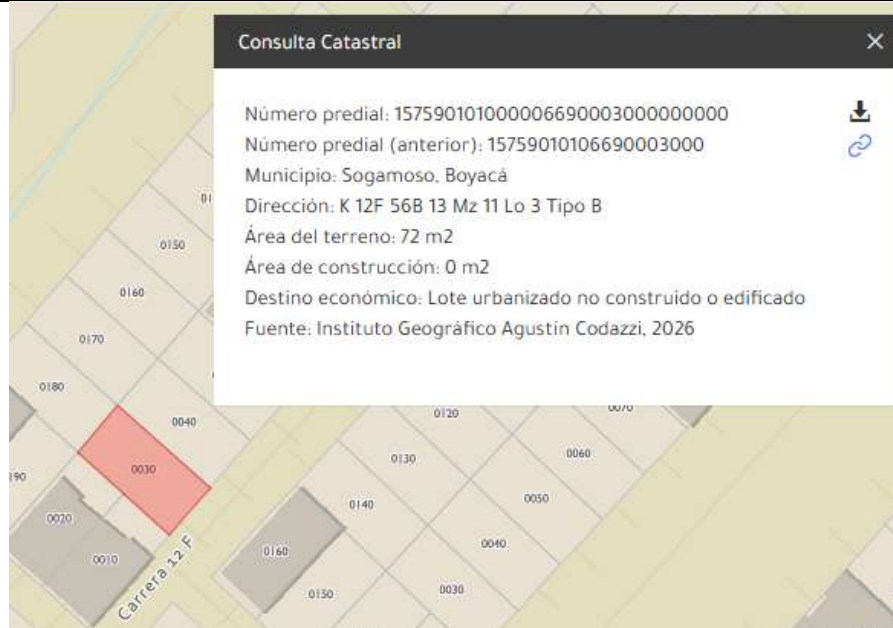 Consulta Catastral
Número predial: 157590101000006690003000000000
Número predial (anterior): 15759010106690003000
Municipio: Sogamoso, Boyacá
Dirección: K 12F 56B 13 Mz 11 Lo 3 Tipo B
Área del terreno: 72 m2
Área de construcción: 0 m2
Destino económico: Lote urbanizado no construido o edificado
Fuente: Instituto Geográfico Agustín Codazzi, 2026
0150
0160
0170
0180
0040
0030
0020
0010
Carrera 12 F
0120
0130
0060
0140
0050
0160
0040
0150
0030